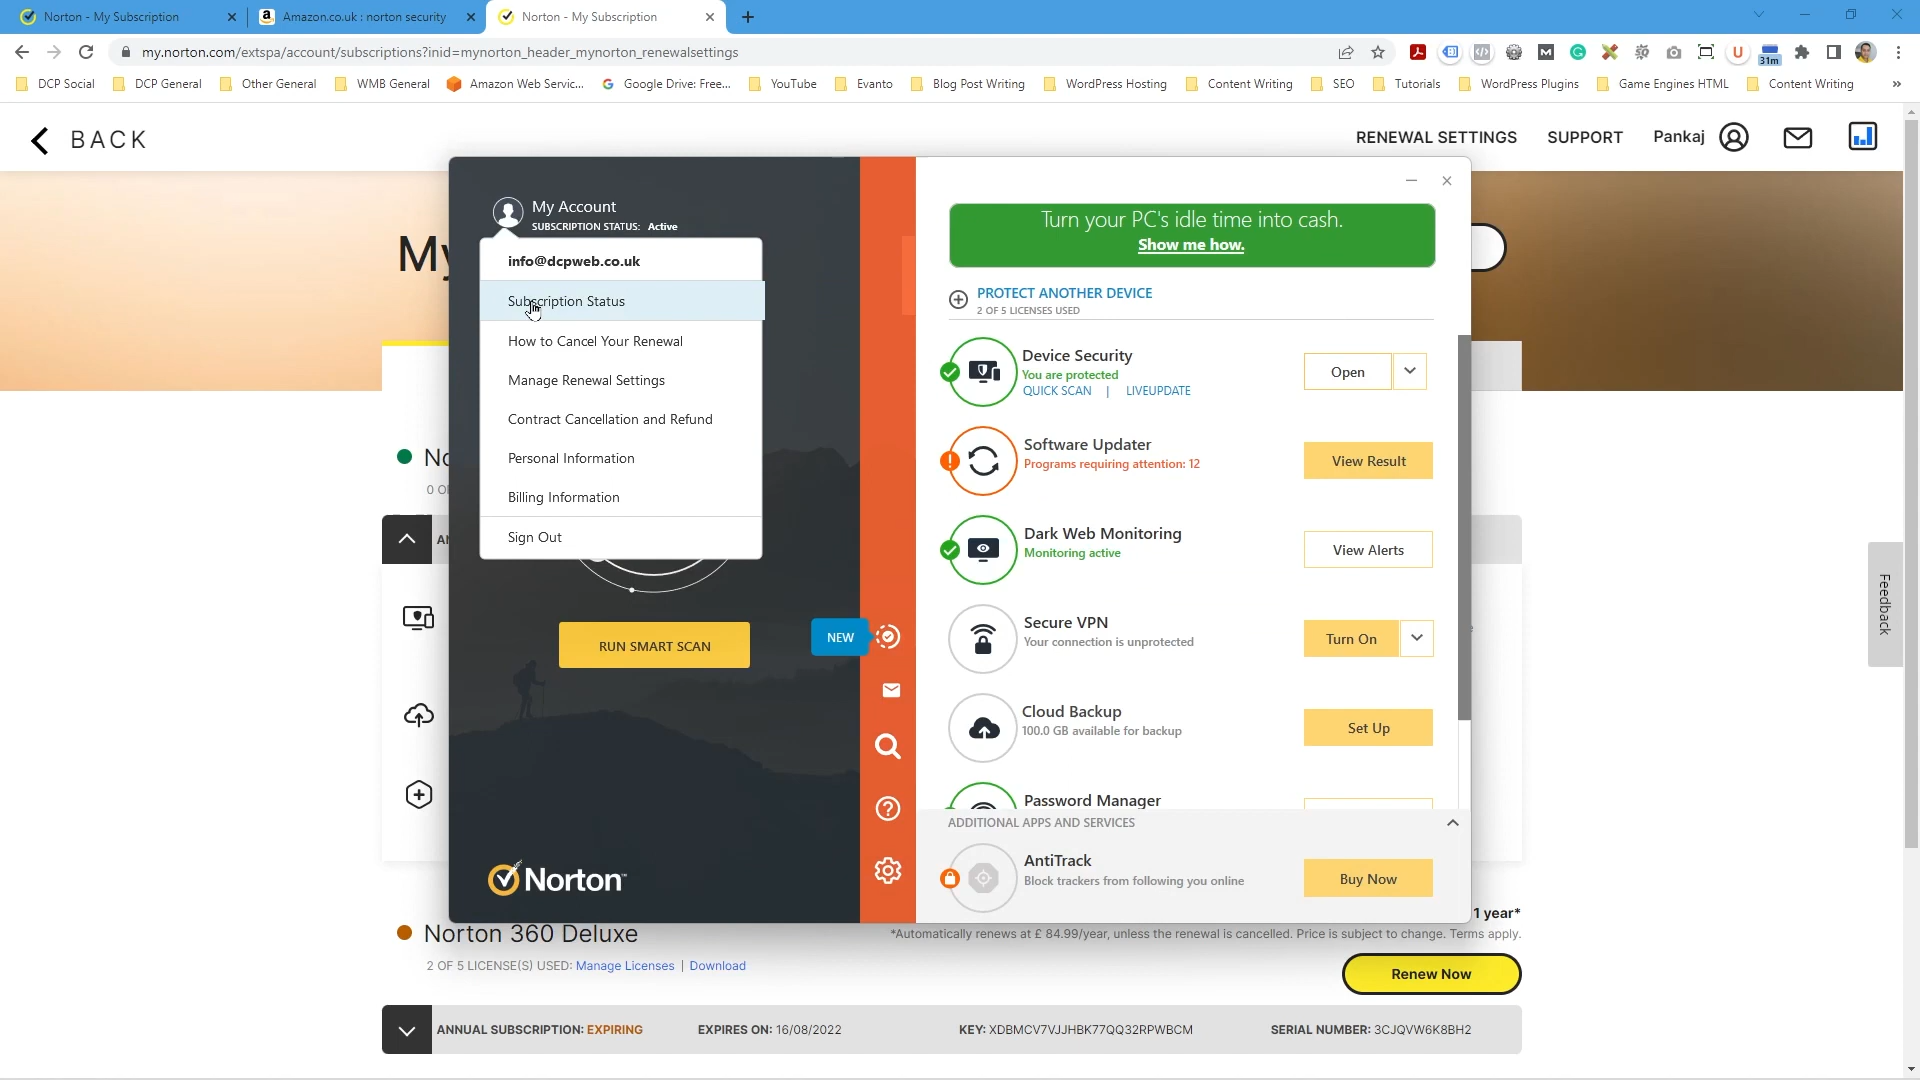 Norton - My Subscription
Amazon.co.uk : norton security
Norton - My Subscription
my.norton.com/extspa/account/subscriptions?inid=mynorton_header_mynorton_renewalsettings
31m
DCP Social
DCP General
Other General
WMB General
Amazon Web Servic...
Google Drive: Free...
YouTube
Evanto
Blog Post Writing
WordPress Hosting
Content Writing
SEO
Tutorials
WordPress Plugins
Game Engines HTML
Content Writing
»
BACK
RENEWAL SETTINGS
SUPPORT
Pankaj
My
My Account
SUBSCRIPTION STATUS: Active
info@dcpweb.co.uk
Subscription Status
How to Cancel Your Renewal
Manage Renewal Settings
Contract Cancellation and Refund
Personal Information
Billing Information
Sign Out
RUN SMART SCAN
NEW
Norton
Turn your PC's idle time into cash.
Show me how.
PROTECT ANOTHER DEVICE
2 OF 5 LICENSES USED
Device Security
You are protected
QUICK SCAN | LIVEUPDATE
Open
Software Updater
Programs requiring attention: 12
View Result
Dark Web Monitoring
Monitoring active
View Alerts
Secure VPN
Your connection is unprotected
Turn On
Cloud Backup
100.0 GB available for backup
Set Up
Password Manager
ADDITIONAL APPS AND SERVICES
AntiTrack
Block trackers from following you online
Buy Now
Feedback
1 year*
Norton 360 Deluxe
*Automatically renews at £ 84.99/year, unless the renewal is cancelled. Price is subject to change. Terms apply.
2 OF 5 LICENSE(S) USED: Manage Licenses | Download
Renew Now
ANNUAL SUBSCRIPTION: EXPIRING
EXPIRES ON: 16/08/2022
KEY: XDBMCV7VJJHBK77QQ32RPWBCM
SERIAL NUMBER: 3CJQVW6K8BH2